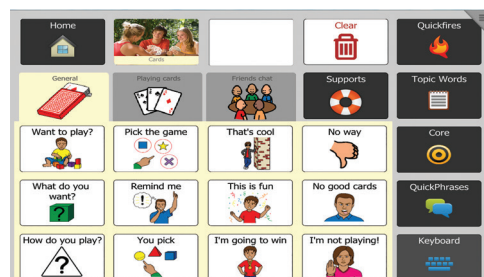 Home
Cards
Clear
Quickfires
General
Playing cards
Friends chat
Supports
Topic Words
Want to play?
Pick the game
That's cool
No way
Core
What do you
want?
Remind me
This is fun
No good cards
QuickPhrases
How do you play?
You pick
I'm going to win
I'm not playing!
Keyboard